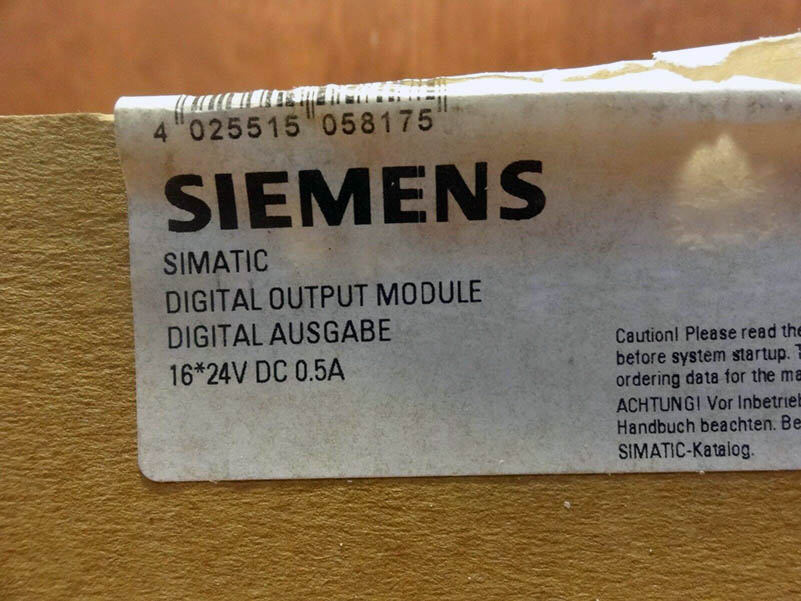 4 025515 058175
SIEMENS
SIMATIC
DIGITAL OUTPUT MODULE
DIGITAL AUSGABE
16*24V DC 0.5A
Caution! Please read the
before system startup.
ordering data for the
ACHTUNG! Vor
Handbuch beachten.
SIMATIC-Katalog.